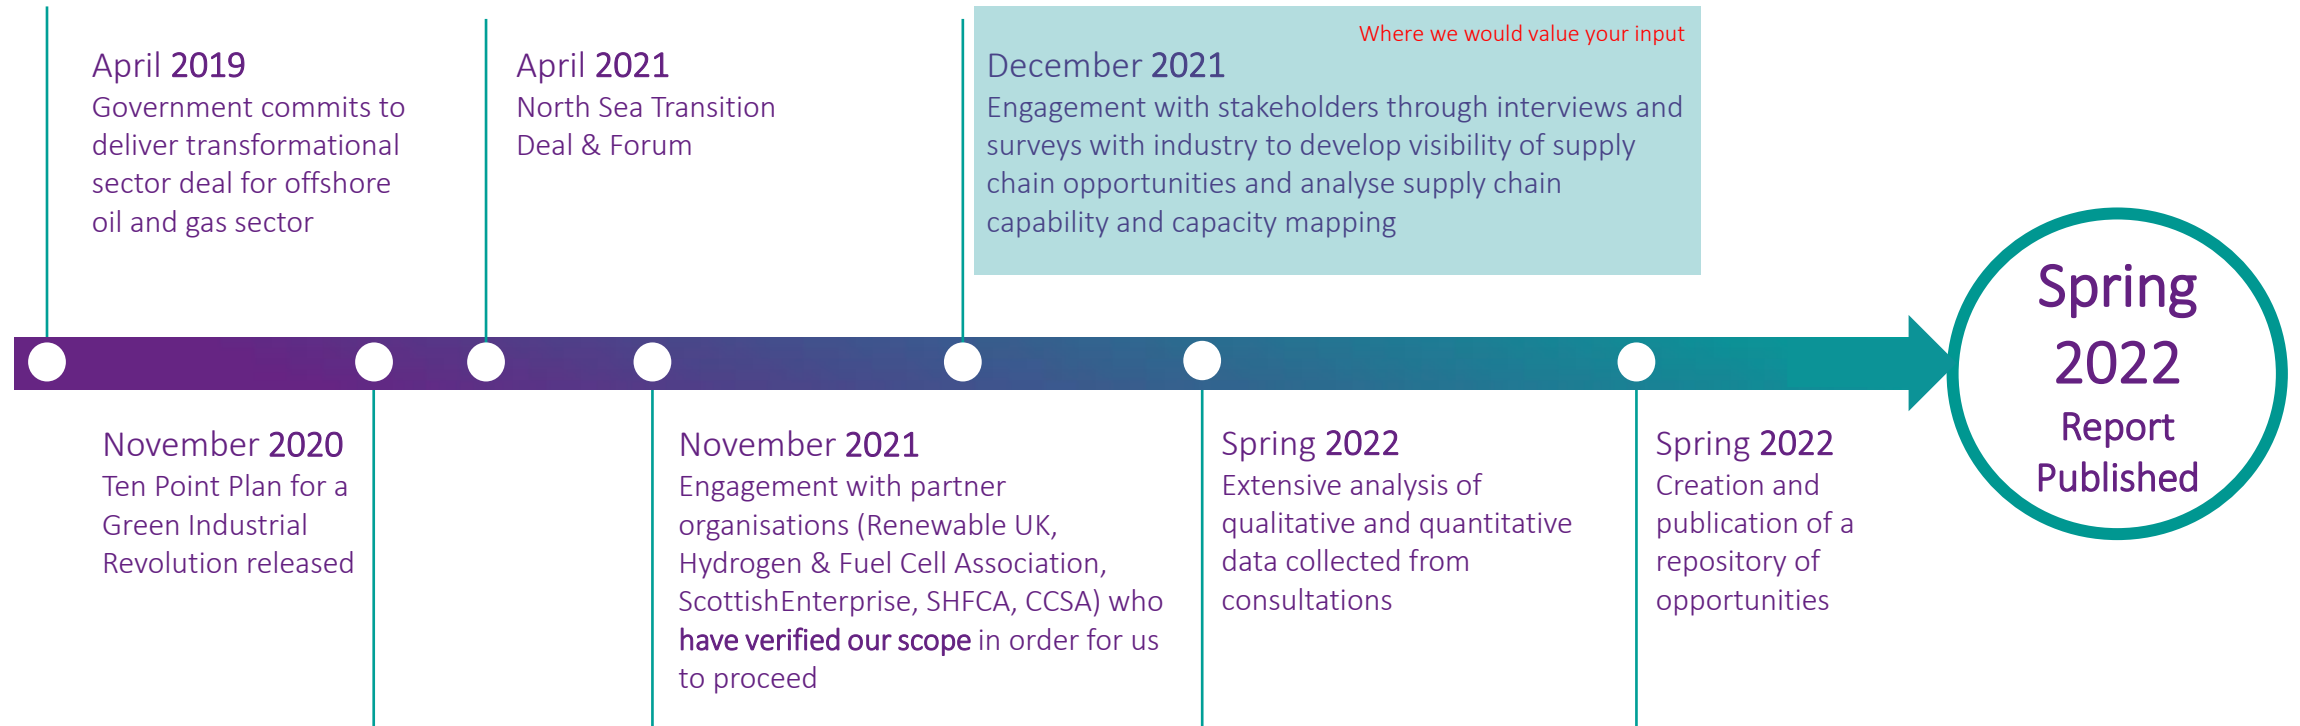 April 2019
Government commits to
deliver transformational
sector deal for offshore
oil and gas sector
November 2020
Ten Point Plan for a
Green Industrial
Revolution released
April 2021
North Sea Transition
Deal & Forum
November 2021
Engagement with partner
organisations (Renewable UK,
Hydrogen & Fuel Cell Association,
ScottishEnterprise, SHFCA, CCSA) who
have verified our scope in order for us
to proceed
Where we would value your input
December 2021
Engagement with stakeholders through interviews and
surveys with industry to develop visibility of supply
chain opportunities and analyse supply chain
capability and capacity mapping
Spring 2022
Extensive analysis of
qualitative and quantitative
data collected from
consultations
Spring 2022
Creation and
publication of a
repository of
opportunities
Spring
2022
Report
Published